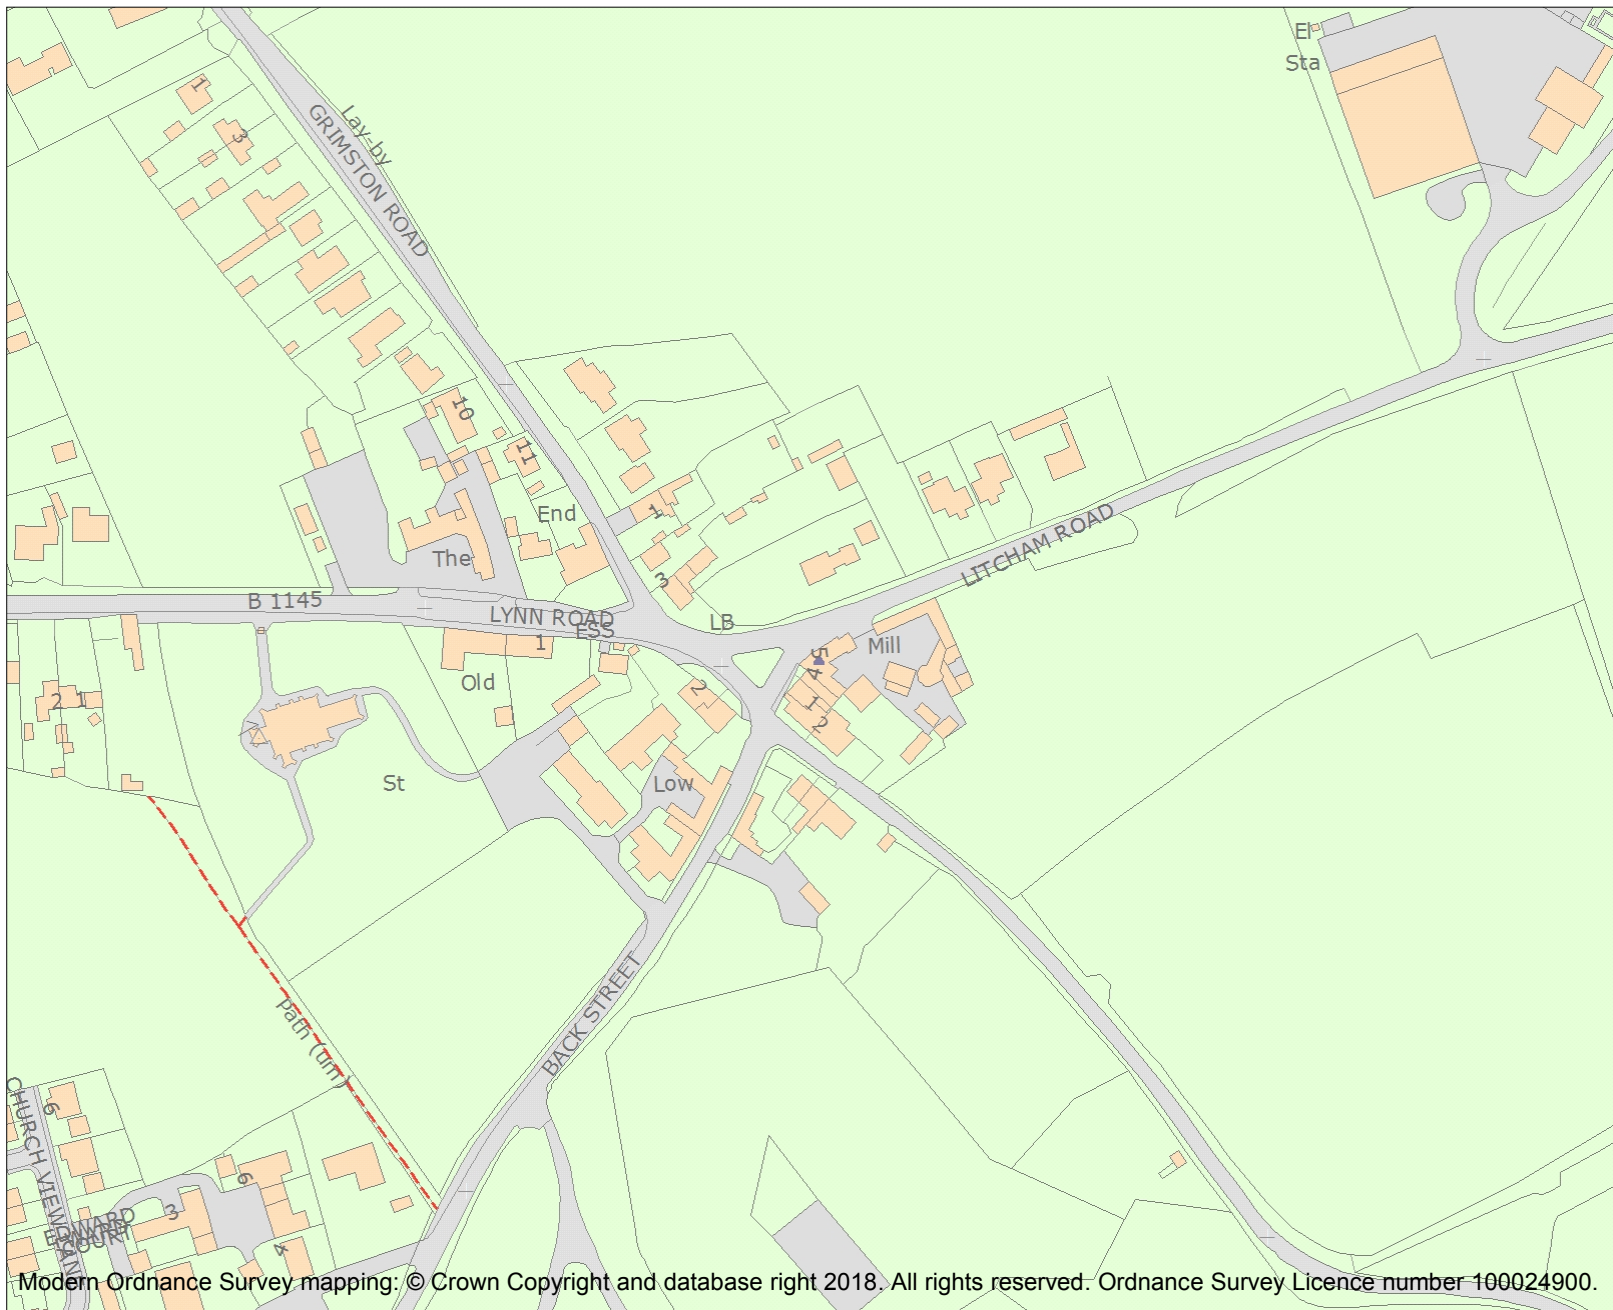 El
Sta
1
3
Lay-by
GRIMSTON ROAD
10
11
End
1
The
3
LITCHAM ROAD
B 1145
LYNN ROAD
LB
ESS
1
5
4
Mill
Old
2
2 1
1
2
St
Low
BACK STREET
Path (um)
CHURCH VIEW
6
6
3
4
COURT
Modern Ordnance Survey mapping: © Crown Copyright and database right 2018. All rights reserved. Ordnance Survey Licence number 100024900.